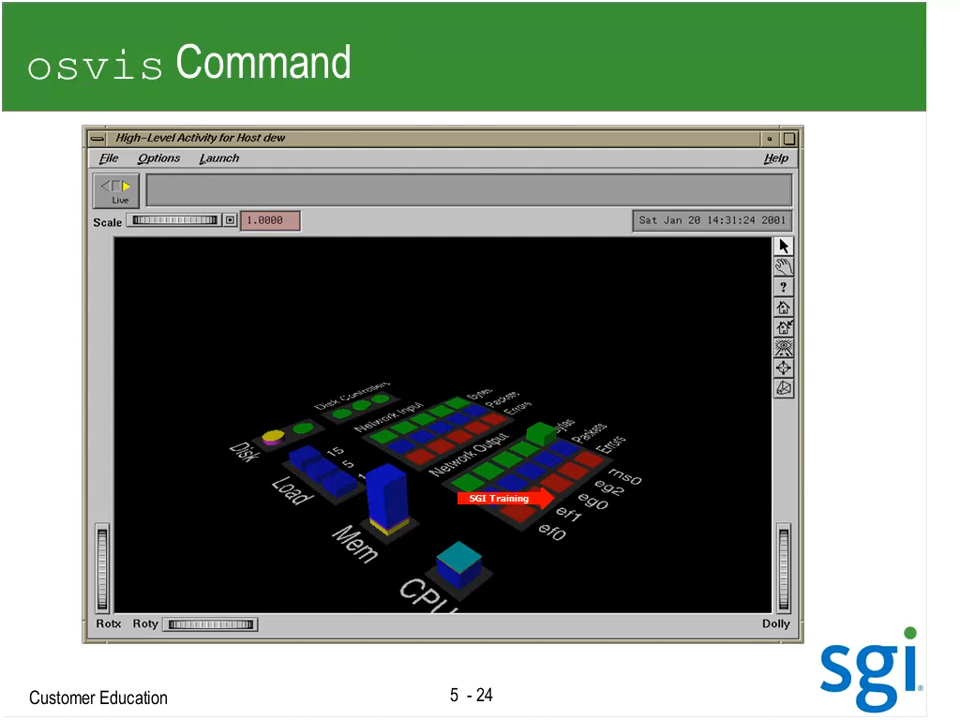 osvis Command
High-Level Activity for Host dew
File Options Launch Help
Live
Scale 1.0000 Sat Jan 20 14:31:24 2001
?
Disk Controllers
Network Input
Bytes
Packets
Errors
Disk
Load
15
5
1
Mem
CPU
Network Output
Bytes
Packets
Errors
rns0
eg2
eg0
ef1
ef0
SGI Training
Rotx Roty Dolly
sgi
Customer Education
5 - 24